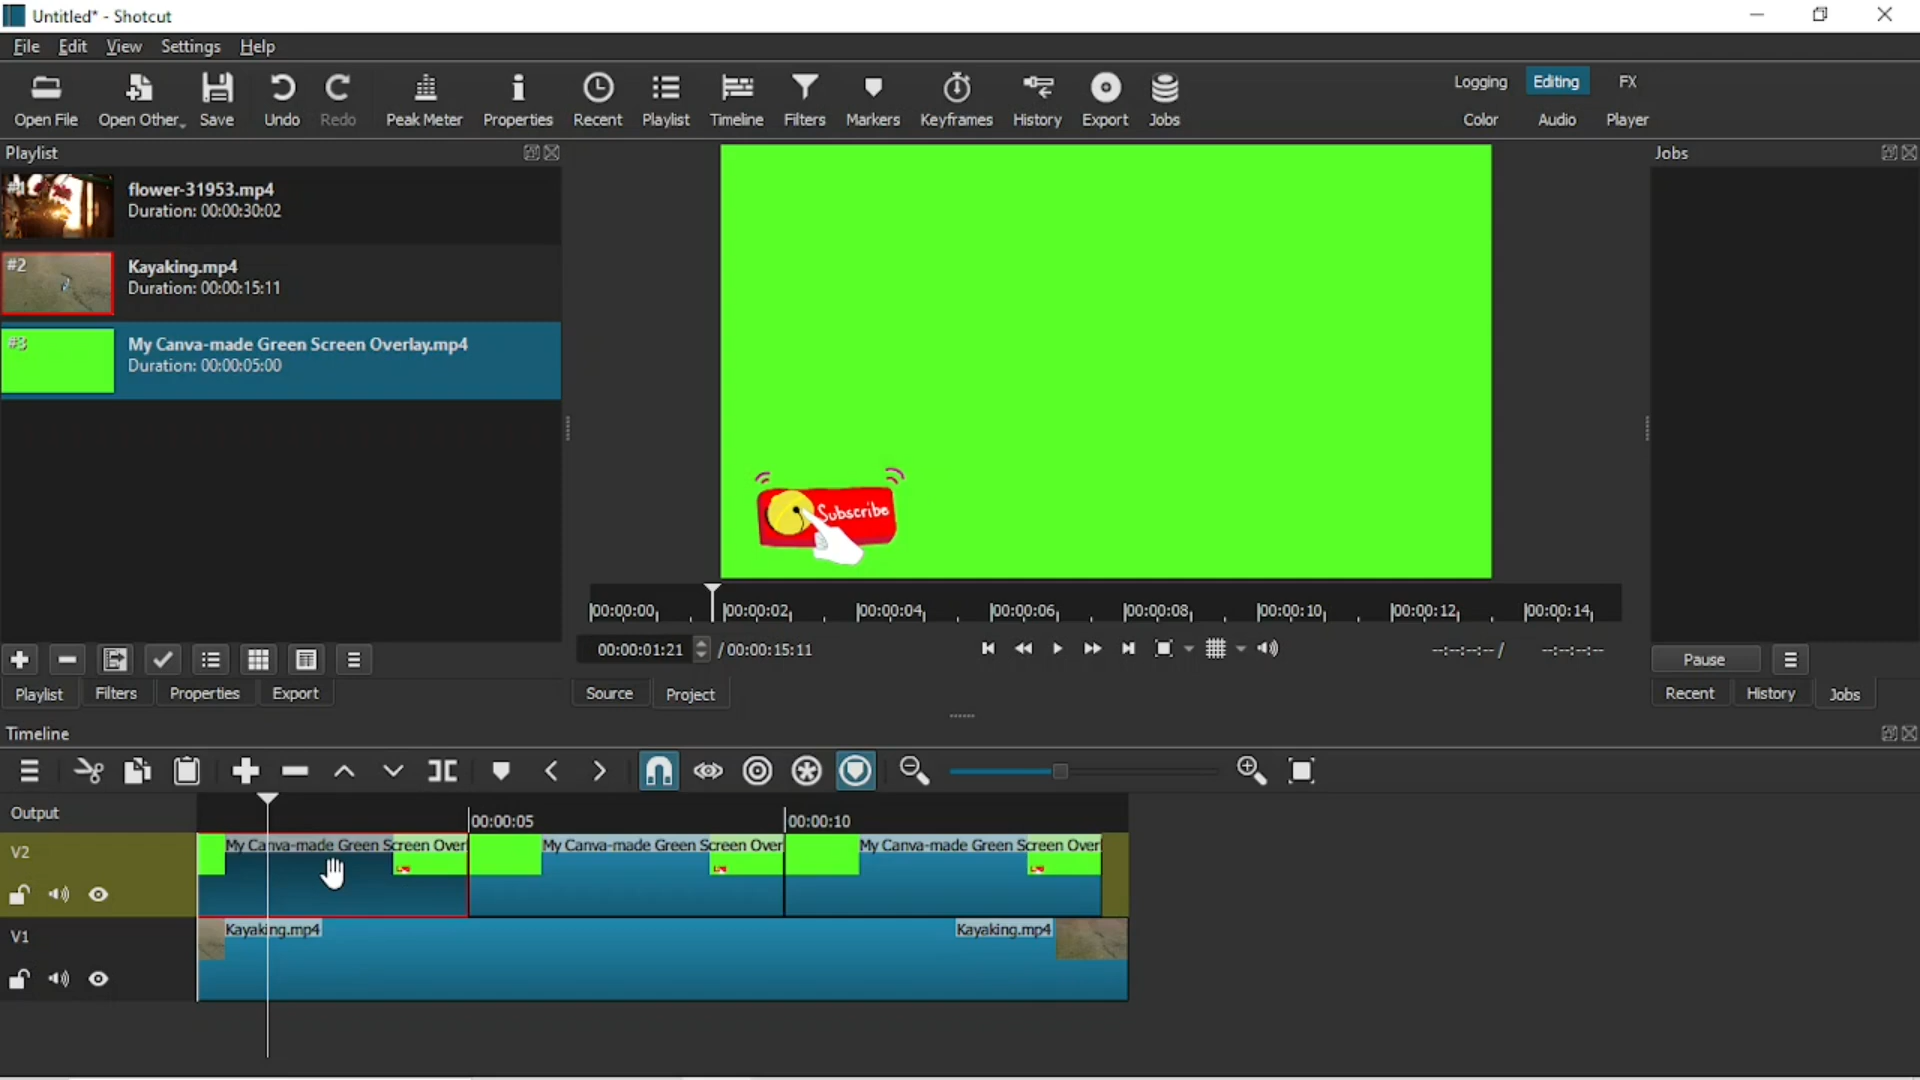 Untitled* - Shotcut
File Edit View Settings Help
Open File Open Other Save Undo Redo Peak Meter Properties Recent Playlist Timeline Filters Markers Keyframes History Export Jobs
Logging Editing FX
Color Audio Player
Playlist
Jobs
#1 flower-31953.mp4
Duration: 00:00:30:02
#2 Kayaking.mp4
Duration: 00:00:15:11
#3 My Canva-made Green Screen Overlay.mp4
Duration: 00:00:05:00
Subscribe
00:00:00 00:00:02 00:00:04 00:00:06 00:00:08 00:00:10 00:00:12 00:00:14
00:00:01:21 / 00:00:15:11 --:--:--:-- / --:--:--:--
Pause
Playlist Filters Properties Export
Source Project
Recent History Jobs
Timeline
Output
00:00:05 00:00:10
V2
My Canva-made Green Screen Overl My Canva-made Green Screen Over My Canva-made Green Screen Overl
V1
Kayaking.mp4 Kayaking.mp4